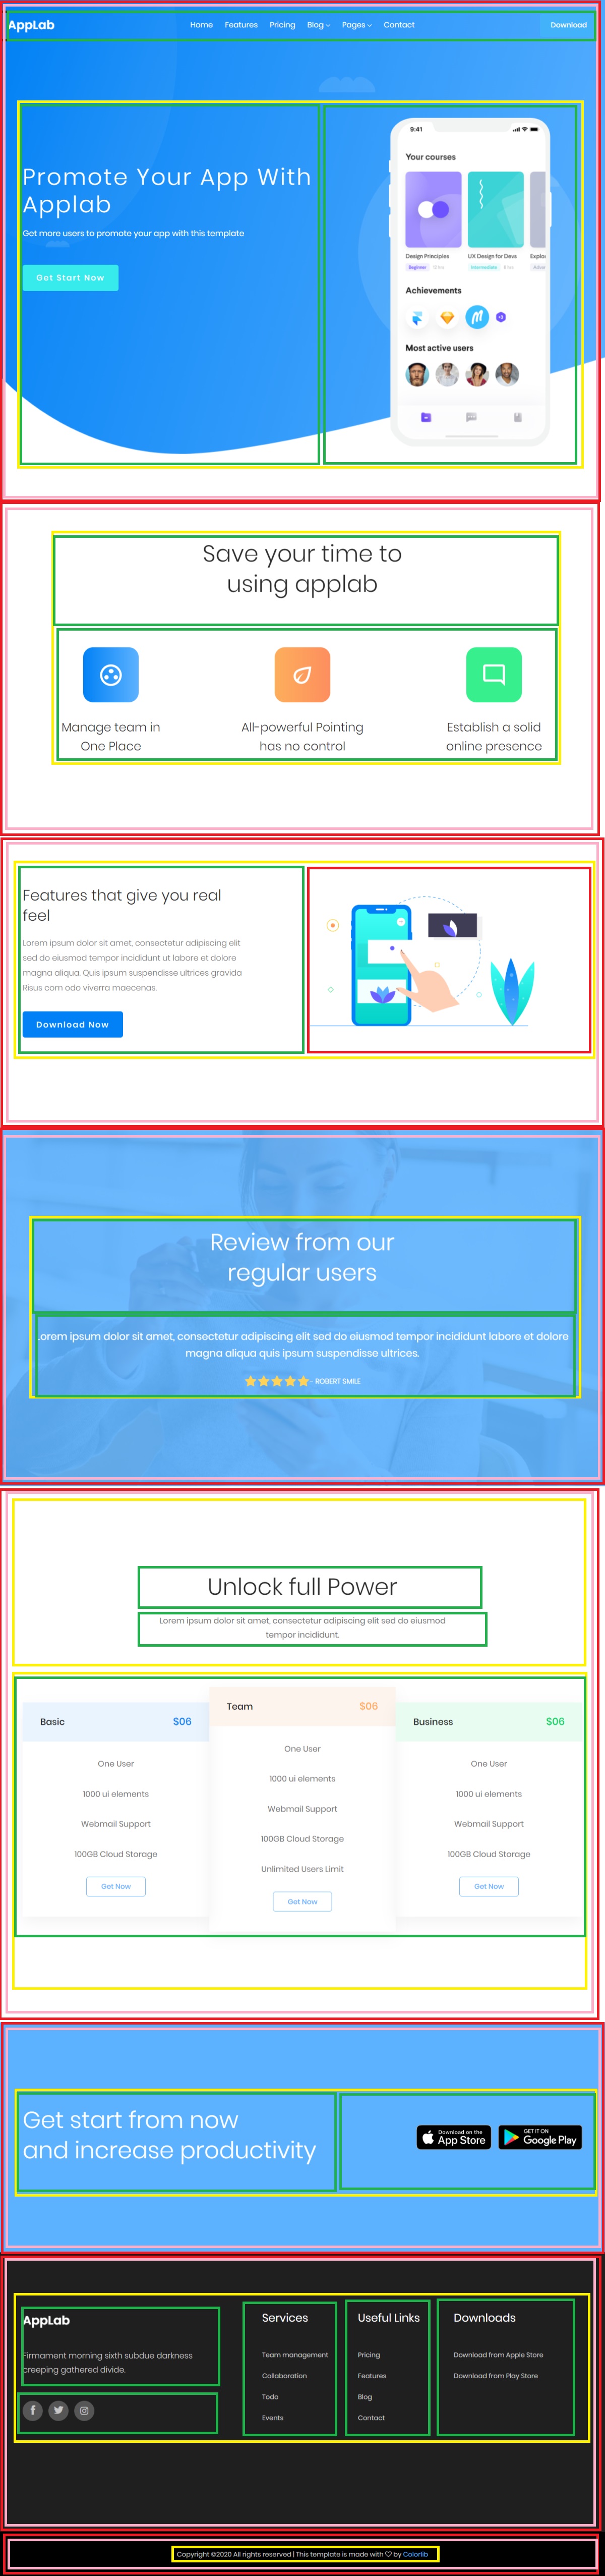 AppLab
Home Features Pricing Blog Pages Contact
Download
Promote Your App With
Applab
Get more users to promote your app with this template
Get Start Now
9:41
Your courses
Design Principles
UX Design for Devs
Explo
Beginner
Intermediate
Achievements
Most active users
Save your time to
using applab
Manage team in
One Place
All-powerful Pointing
has no control
Establish a solid
online presence
Features that give you real
feel
Lorem ipsum dolor sit amet, consectetur adipiscing elit
sed do eiusmod tempor incididunt ut labore et dolore
magna aliqua. Quis ipsum suspendisse ultrices gravida
Risus com odo viverra maecenas.
Download Now
Review from our
regular users
Lorem ipsum dolor sit amet, consectetur adipiscing elit sed do eiusmod tempor incididunt labore et dolore
magna aliqua quis ipsum suspendisse ultrices.
- ROBERT SMILE
Unlock full Power
Lorem ipsum dolor sit amet, consectetur adipiscing elit sed do eiusmod
tempor incididunt.
Basic $06
One User
1000 ui elements
Webmail Support
100GB Cloud Storage
Get Now
Team $06
One User
1000 ui elements
Webmail Support
100GB Cloud Storage
Unlimited Users Limit
Get Now
Business $06
One User
1000 ui elements
Webmail Support
100GB Cloud Storage
Get Now
Get start from now
and increase productivity
Download on the
App Store
GET IT ON
Google Play
AppLab
Firmament morning sixth subdue darkness
creeping gathered divide.
Services
Team management
Collaboration
Todo
Events
Useful Links
Pricing
Features
Blog
Contact
Downloads
Download from Apple Store
Download from Play Store
Copyright ©2020 All rights reserved | This template is made with ♡ by Colorlib